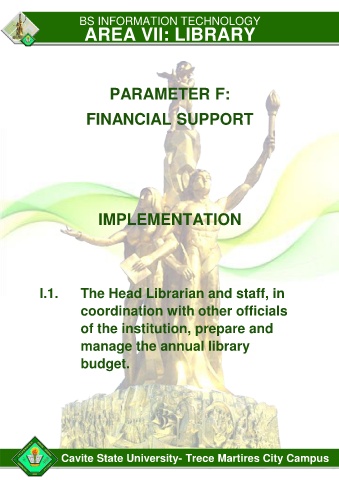 BS INFORMATION TECHNOLOGY
AREA VII: LIBRARY
PARAMETER F:
FINANCIAL SUPPORT
IMPLEMENTATION
I.1. The Head Librarian and staff, in
coordination with other officials
of the institution, prepare and
manage the annual library
budget.
Cavite State University- Trece Martires City Campus